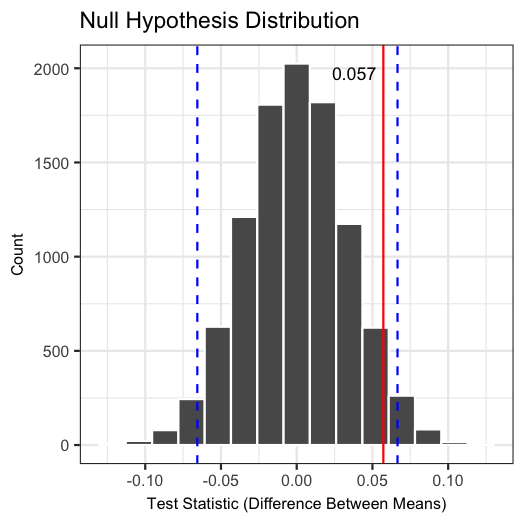 Null Hypothesis Distribution
0.057
2000
1500
1000
500
0
Count
-0.10 -0.05 0.00 0.05 0.10
Test Statistic (Difference Between Means)